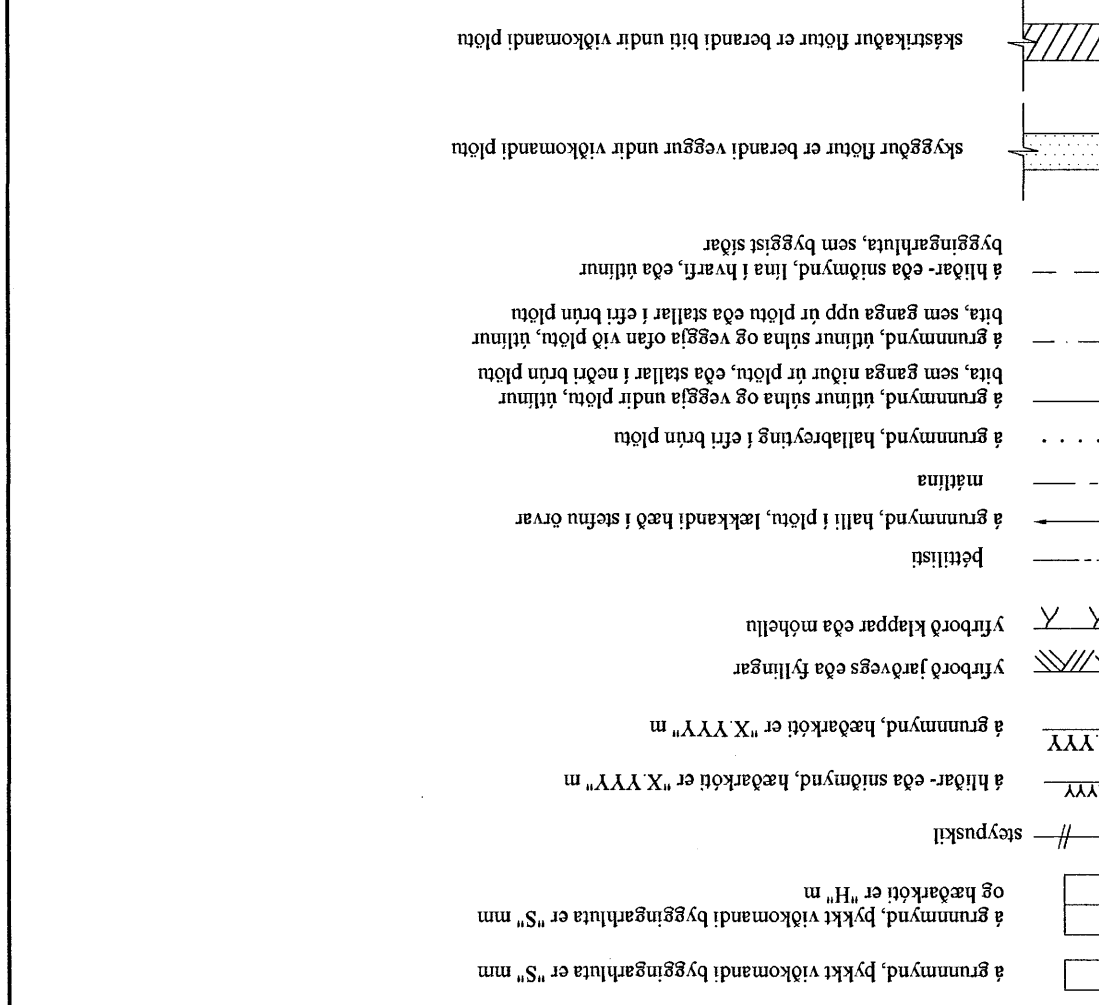 á grunnmynd, þykkt viðkomandi byggingarhluta er "S" mm
á grunnmynd, þykkt viðkomandi byggingarhluta er "S" mm
og hæðarkóti er "H" m
steypuskil
YYY
á hliðar- eða sniðmynd, hæðarkóti er "X.YYY" m
.YYY
á grunnmynd, hæðarkóti er "X.YYY" m
yfirborð jarðvegs eða fyllingar
yfirborð klappar eða móhellu
þéttilisti
á grunnmynd, halli í plötu, lækkandi hæð í stefnu örvar
mátlína
á grunnmynd, hallabreyting í efri brún plötu
á grunnmynd, útlínur súlna og veggja undir plötu, útlínur
bita, sem ganga niður úr plötu, eða stallar í neðri brún plötu
á grunnmynd, útlínur súlna og veggja ofan við plötu, útlínur
bita, sem ganga upp úr plötu eða stallar í efri brún plötu
á hliðar- eða sniðmynd, lína í hvarfi, eða útlínur
byggingarhluta, sem byggist síðar
skyggður flötur er berandi veggur undir viðkomandi plötu
skástrikaður flötur er berandi biti undir viðkomandi plötu